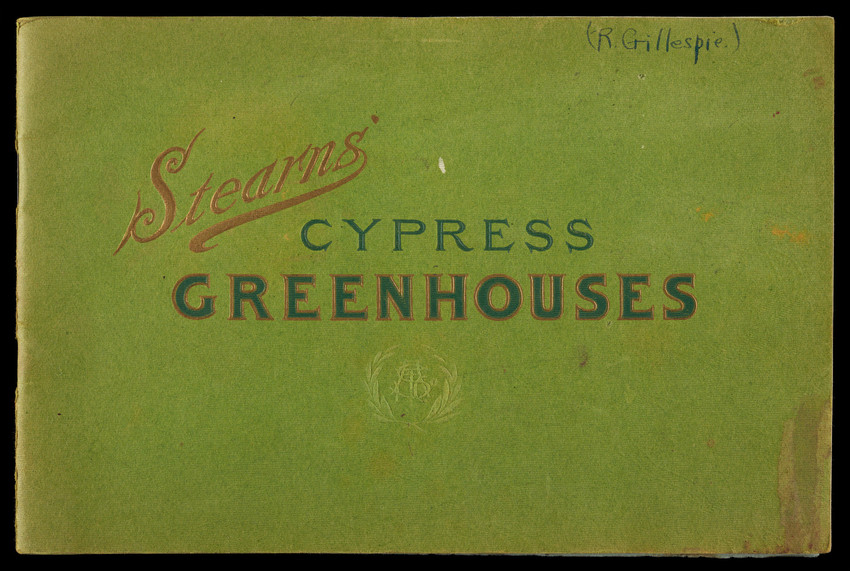 (R. Gillespie.)
Stearns'
CYPRESS
GREENHOUSES